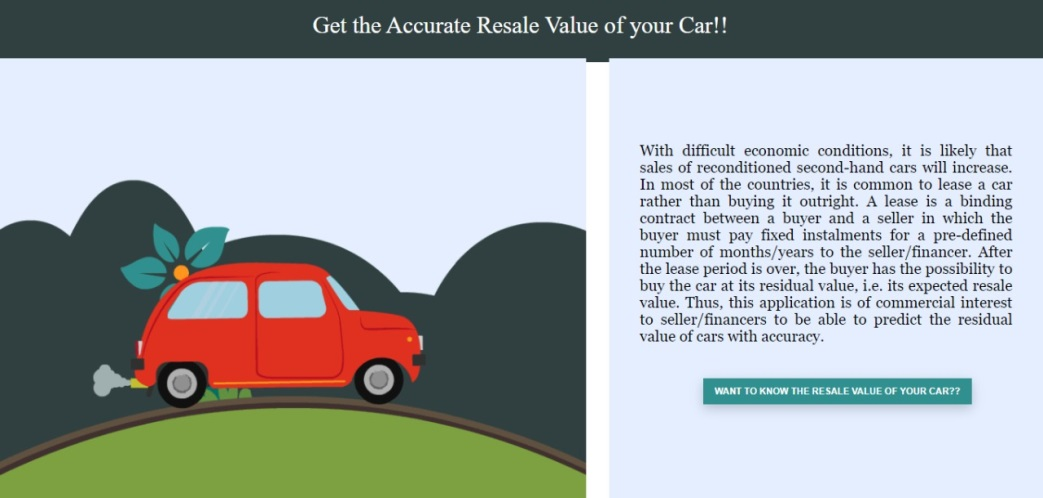 Get the Accurate Resale Value of your Car!!
With difficult economic conditions, it is likely that
sales of reconditioned second-hand cars will increase.
In most of the countries, it is common to lease a car
rather than buying it outright. A lease is a binding
contract between a buyer and a seller in which the
buyer must pay fixed instalments for a pre-defined
number of months/years to the seller/financer. After
the lease period is over, the buyer has the possibility to
buy the car at its residual value, i.e. its expected resale
value. Thus, this application is of commercial interest
to seller/financers to be able to predict the residual
value of cars with accuracy.
WANT TO KNOW THE RESALE VALUE OF YOUR CAR??